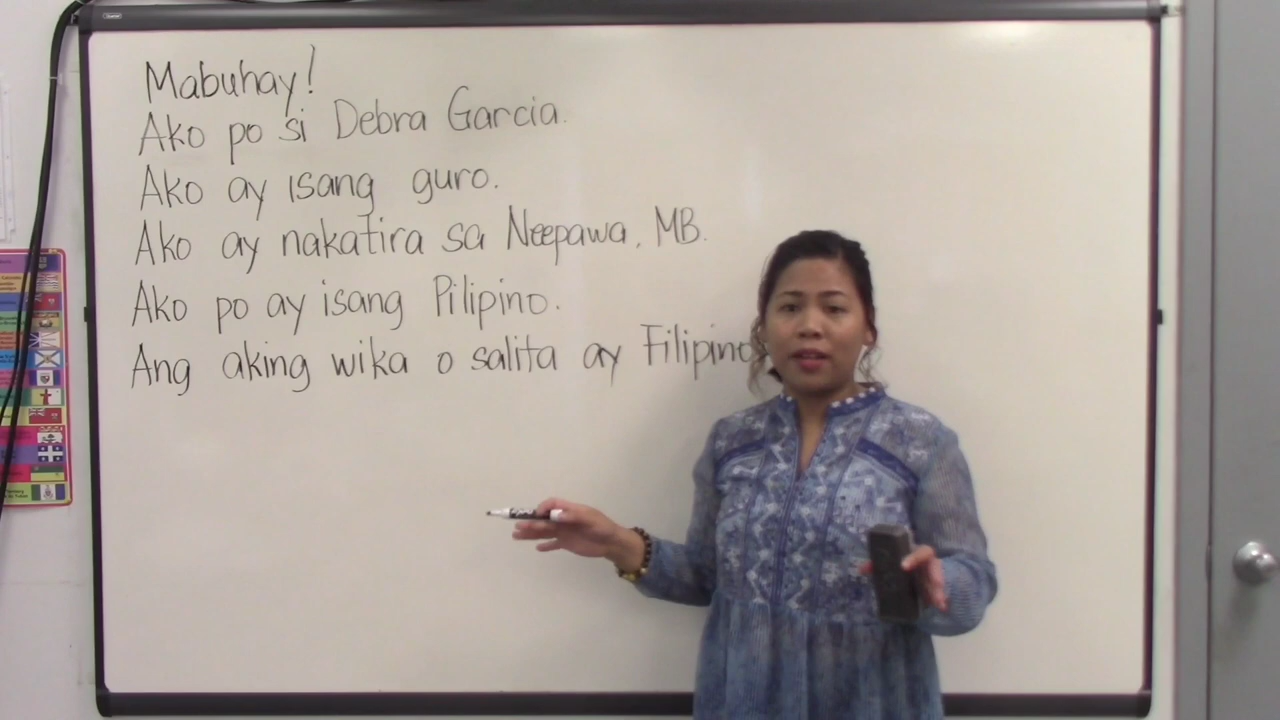 Mabuhay!
Ako po si Debra Garcia.
Ako ay isang guro.
Ako ay nakatira sa Neepawa, MB.
Ako po ay isang Pilipino.
Ang aking wika o salita ay Filipino